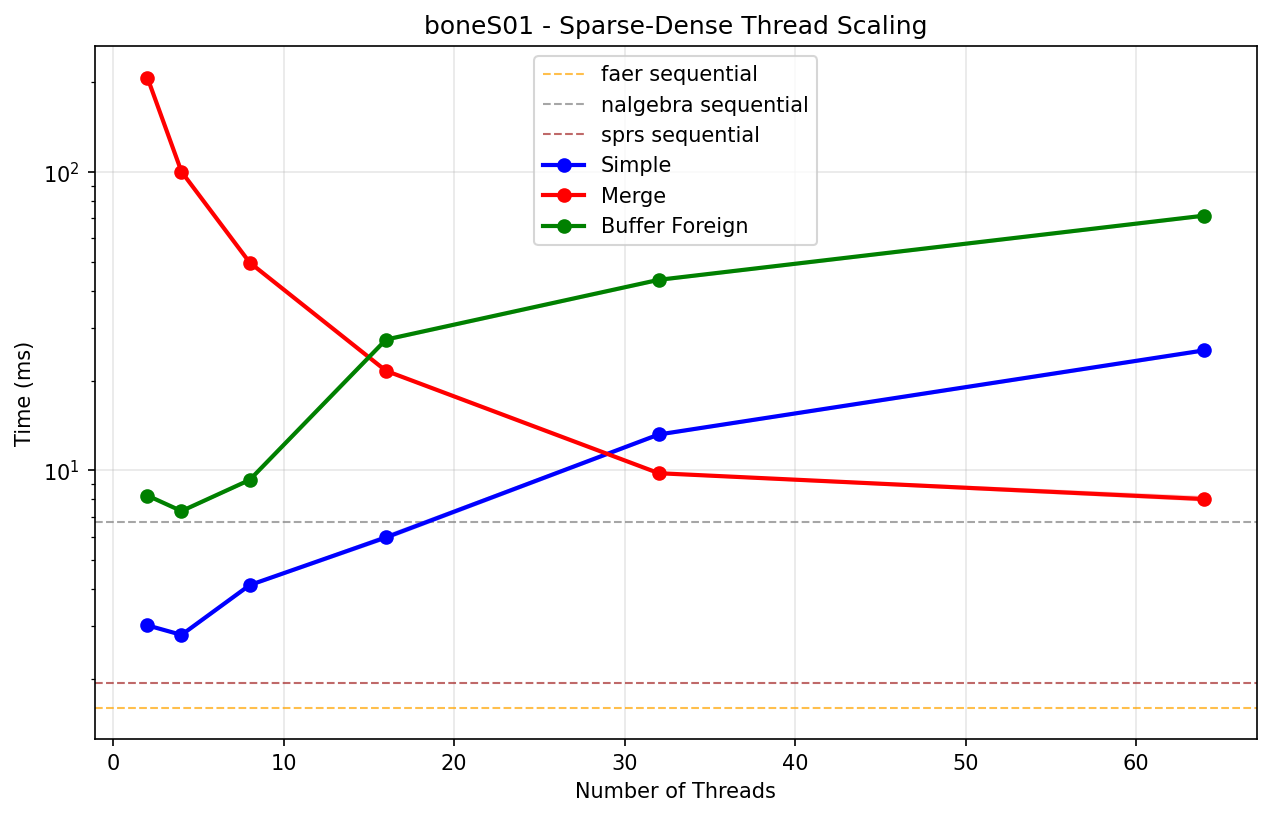 boneS01 - Sparse-Dense Thread Scaling
faer sequential
nalgebra sequential
sprs sequential
Simple
Merge
Buffer Foreign
Time (ms)
10²
10¹
0 10 20 30 40 50 60
Number of Threads